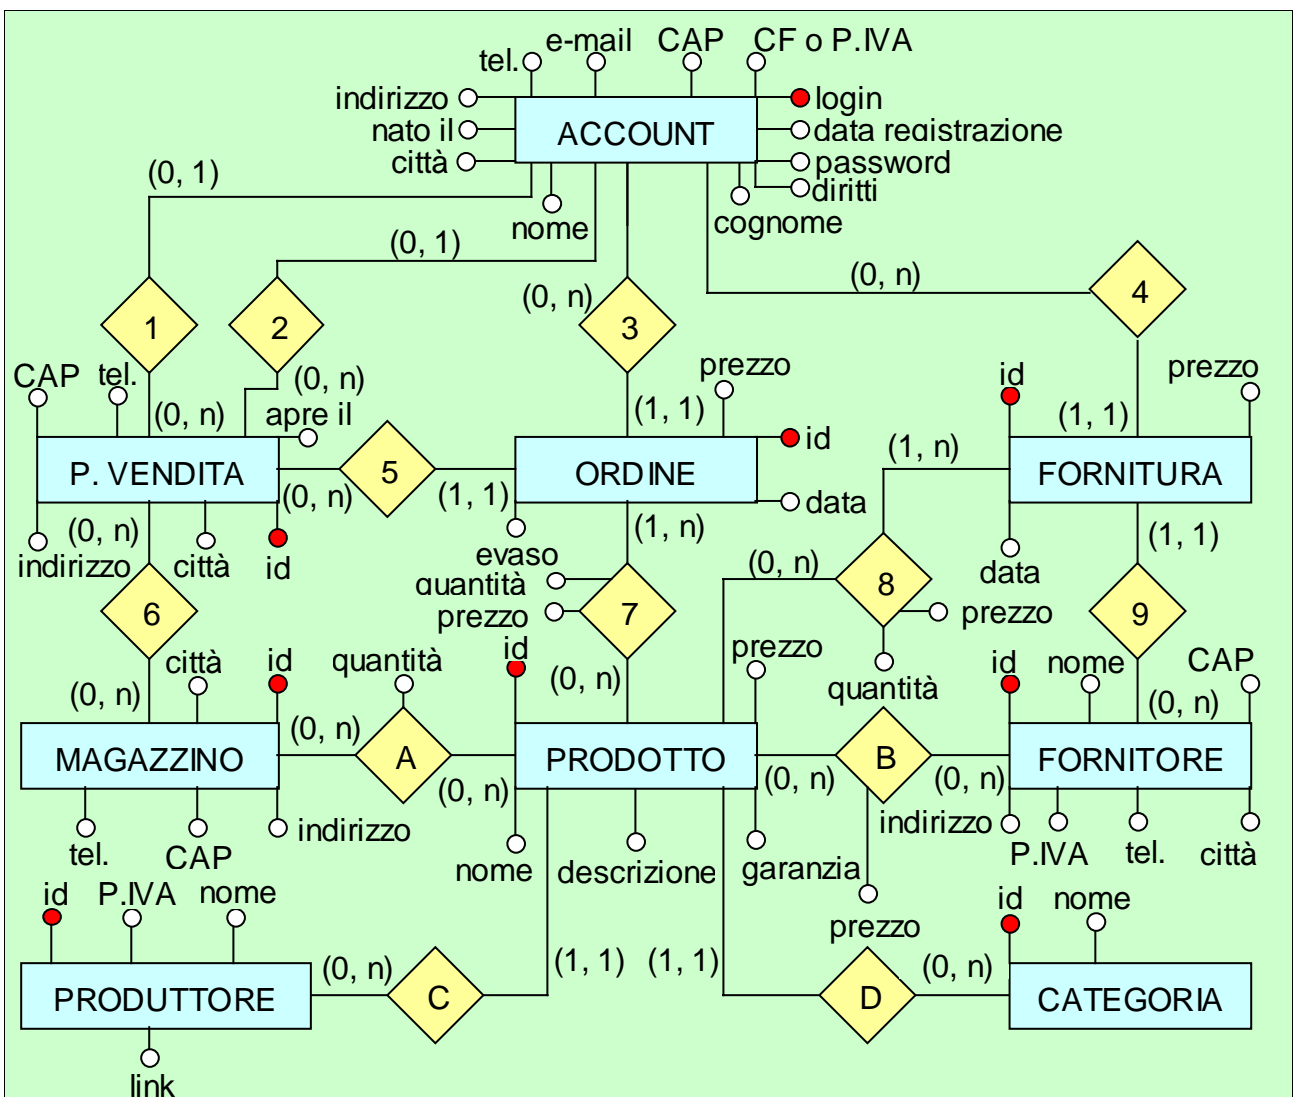 e-mail CAP CF o P.IVA
tel.
indirizzo login
nato il ACCOUNT data registrazione
città password
(0, 1) diritti
nome cognome
(0, 1)
(0, n) (0, n) 4
1 2 3
CAP tel. (0, n) prezzo id prezzo
(0, n) apre il (1, 1) (1, 1)
id
P. VENDITA 5 ORDINE (1, n) FORNITURA
(0, n) (1, 1) data
(0, n) (1, n) (1, 1)
indirizzo città id evaso (0, n) data
quantità 8
6 prezzo 7 prezzo 9
città id quantità id prezzo id nome CAP
(0, n) (0, n) quantità (0, n)
(0, n)
MAGAZZINO A PRODOTTO B FORNITORE
(0, n) (0, n) (0, n)
indirizzo indirizzo
tel. CAP nome descrizione garanzia P.IVA tel. città
id P.IVA nome prezzo id nome
(0, n) (1, 1) (1, 1) (0, n)
PRODUTTORE C D CATEGORIA
link